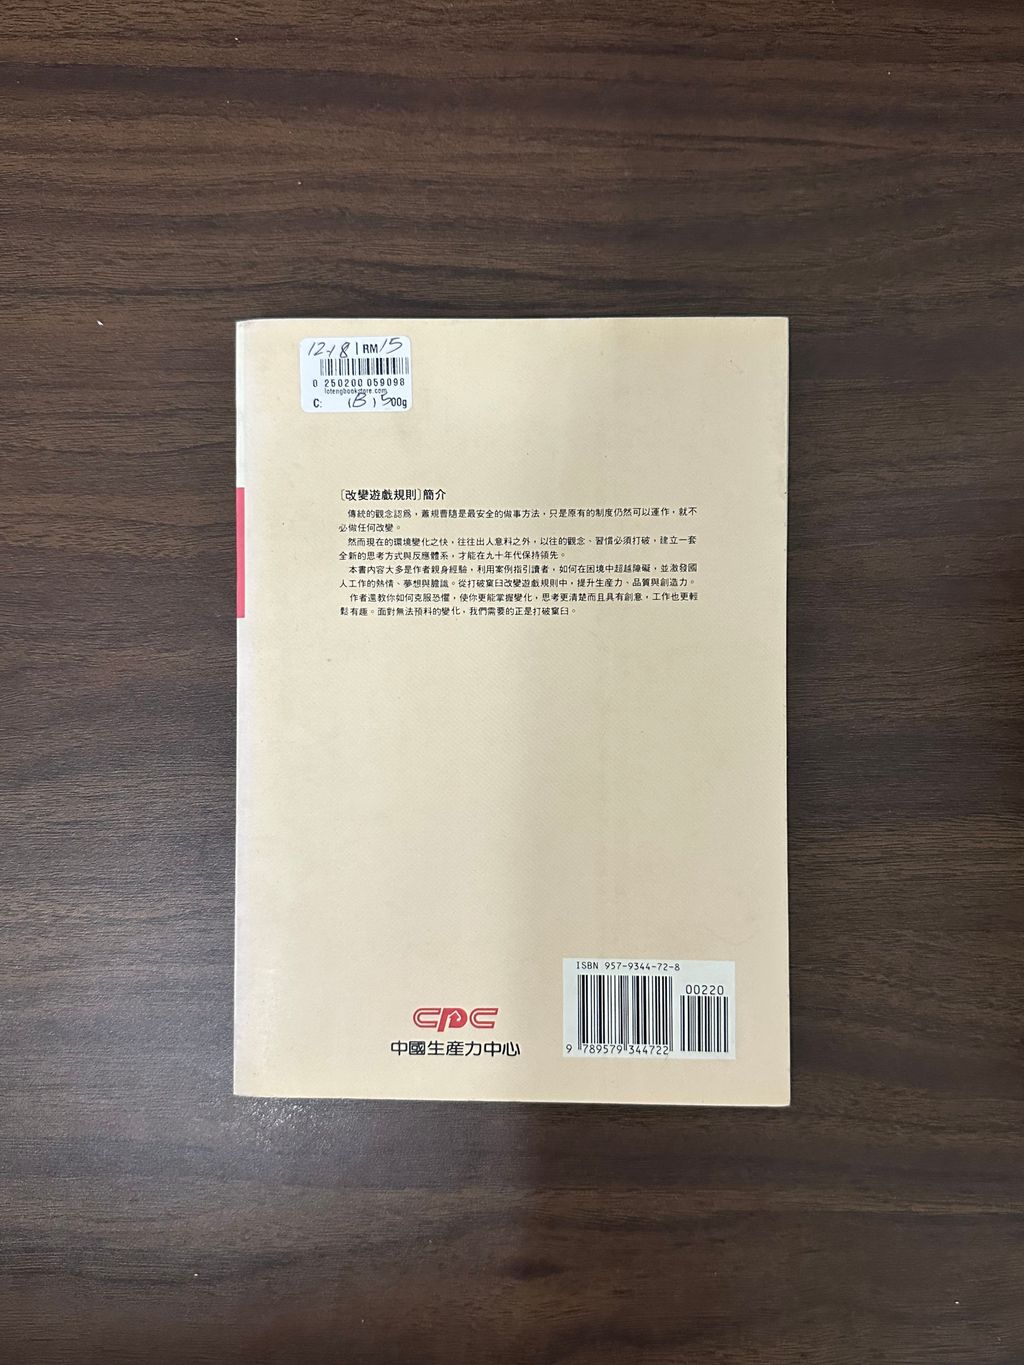 12+8 | RM15
0 250200 059098
lotengbookstore.com
C: 00g
〔改變遊戲規則〕簡介
傳統的觀念認爲，蕭規曹隨是最安全的做事方法，只是原有的制度仍然可以運作，就不
必做任何改變。
然而現在的環境變化之快，往往出人意料之外，以往的觀念、習慣必須打破，建立一套
全新的思考方式與反應體系，才能在九十年代保持領先。
本書內容大多是作者親身經驗，利用案例指引讀者，如何在困境中超越障礙，並激發國
人工作的熱情、夢想與膽識。從打破窠臼改變遊戲規則中，提升生產力、品質與創造力。
作者還教你如何克服恐懼，使你更能掌握變化，思考更清楚而且具有創意，工作也更輕
鬆有趣。面對無法預料的變化，我們需要的正是打破窠臼。
ISBN 957-9344-72-8
00220
9 789579 344722
CPC
中國生產力中心